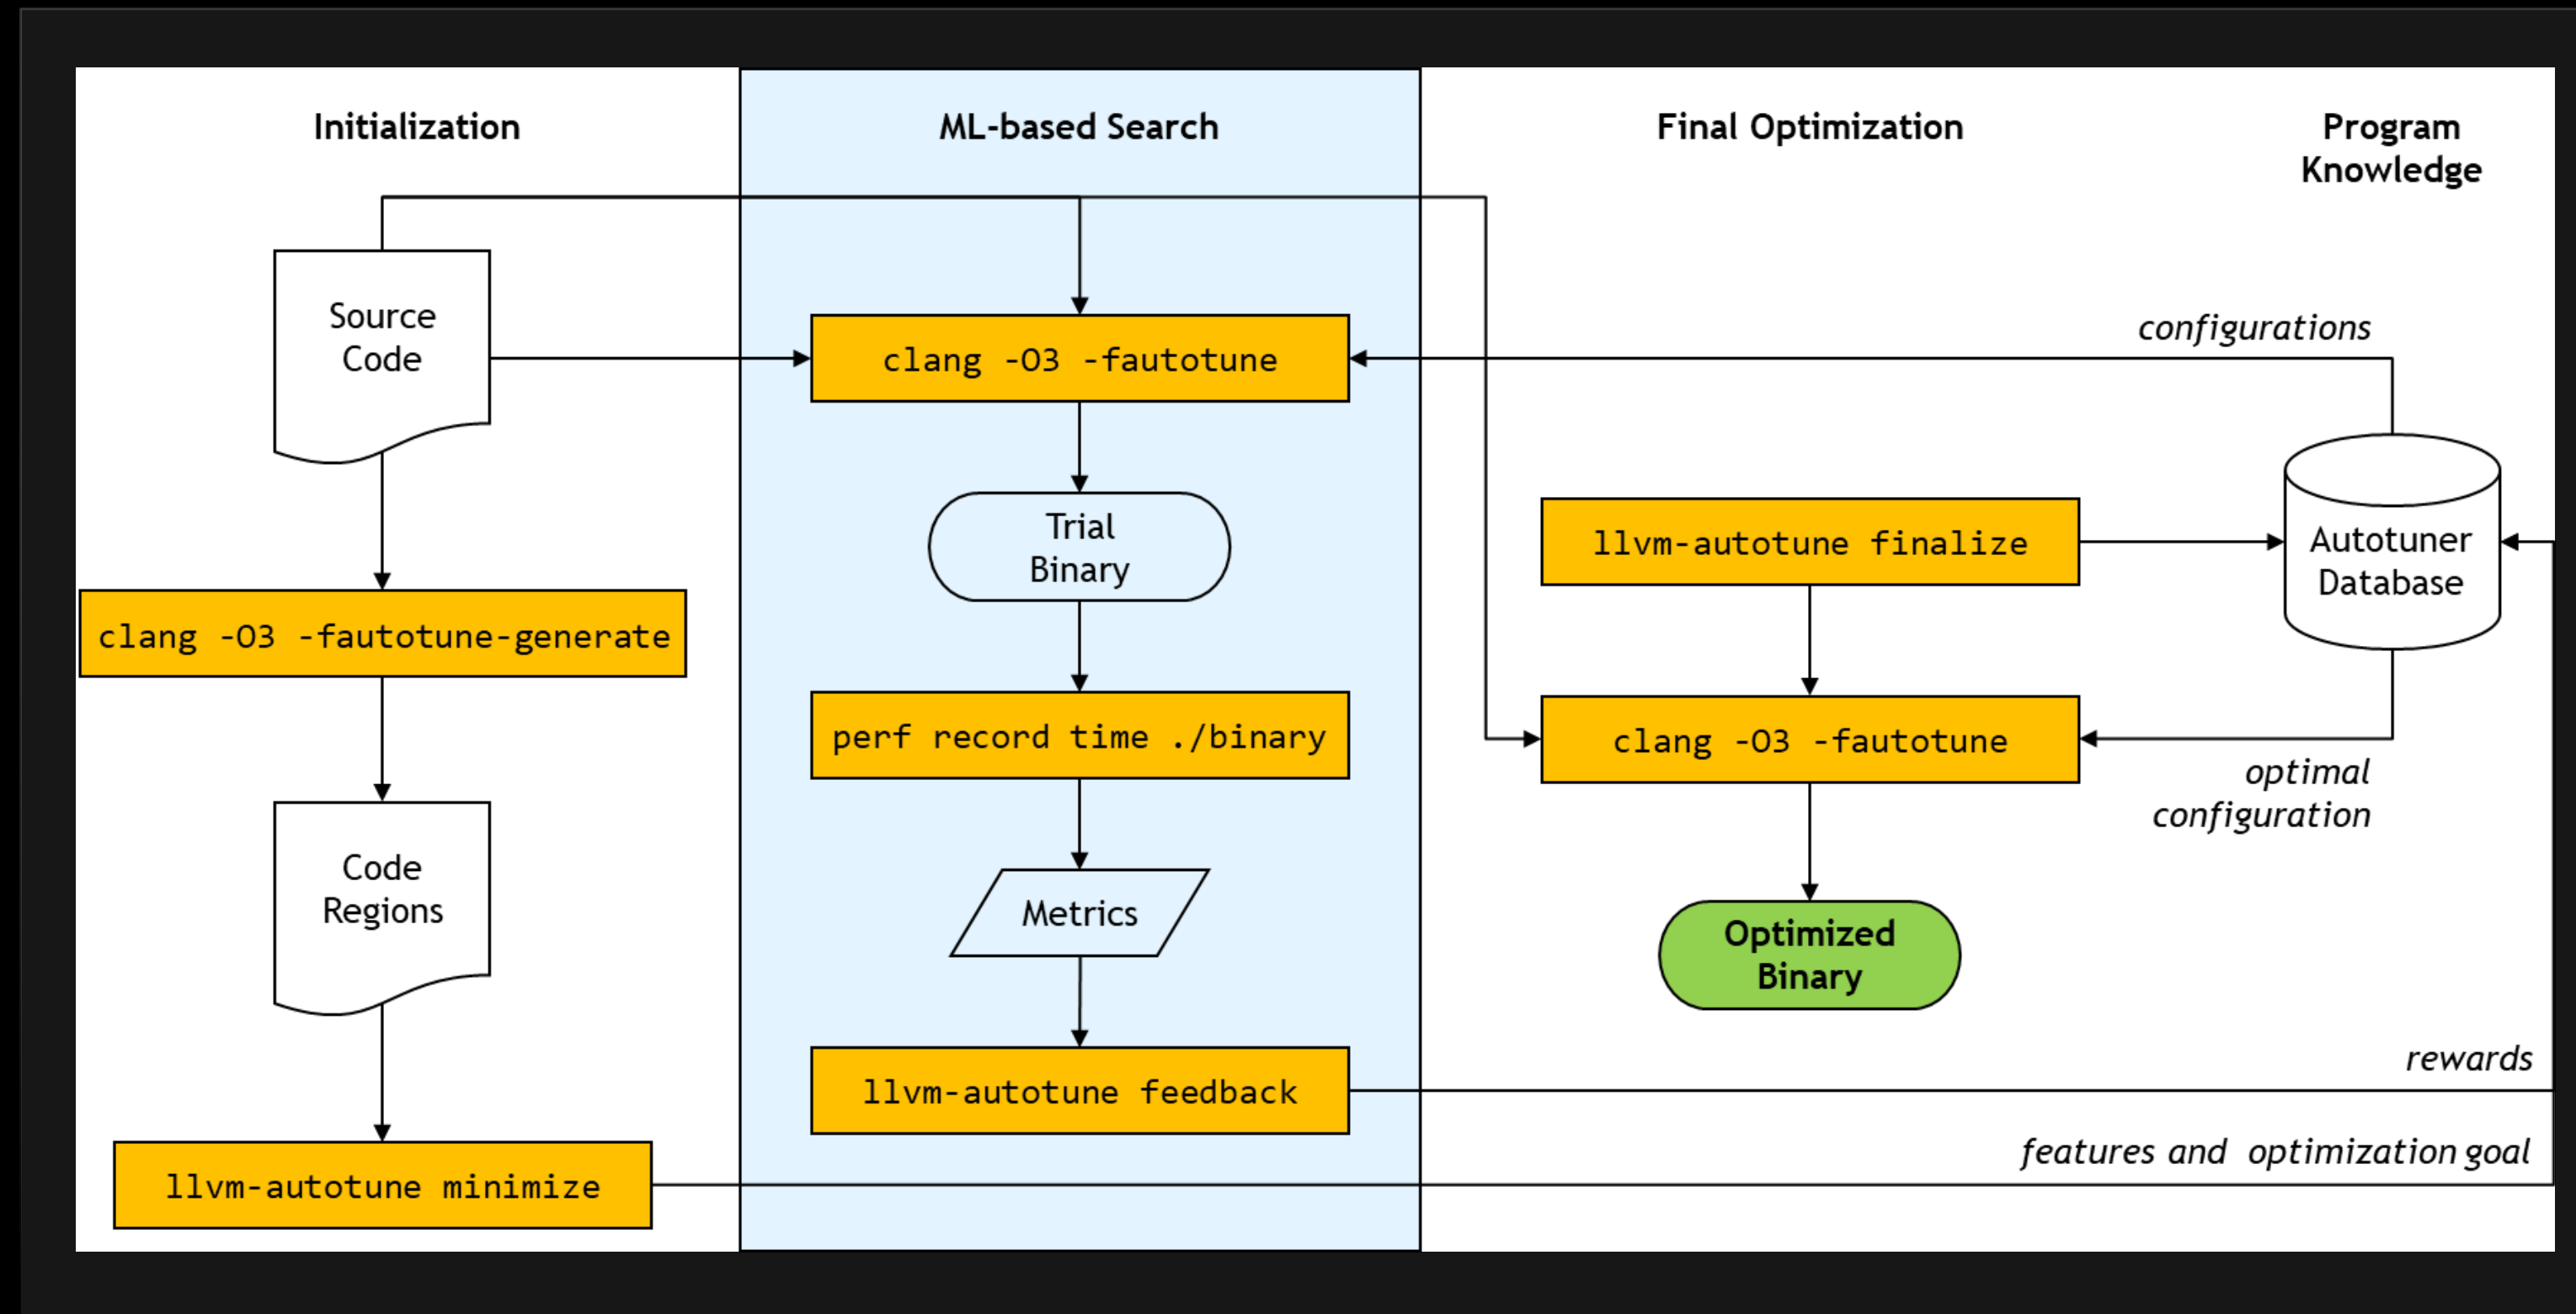 Initialization
ML-based Search
Final Optimization
Program
Knowledge
Source
Code
clang -O3 -fautotune
configurations
Trial
Binary
llvm-autotune finalize
Autotuner
Database
clang -O3 -fautotune-generate
perf record time ./binary
clang -O3 -fautotune
optimal
configuration
Code
Regions
Metrics
Optimized
Binary
rewards
llvm-autotune feedback
features and optimization goal
llvm-autotune minimize